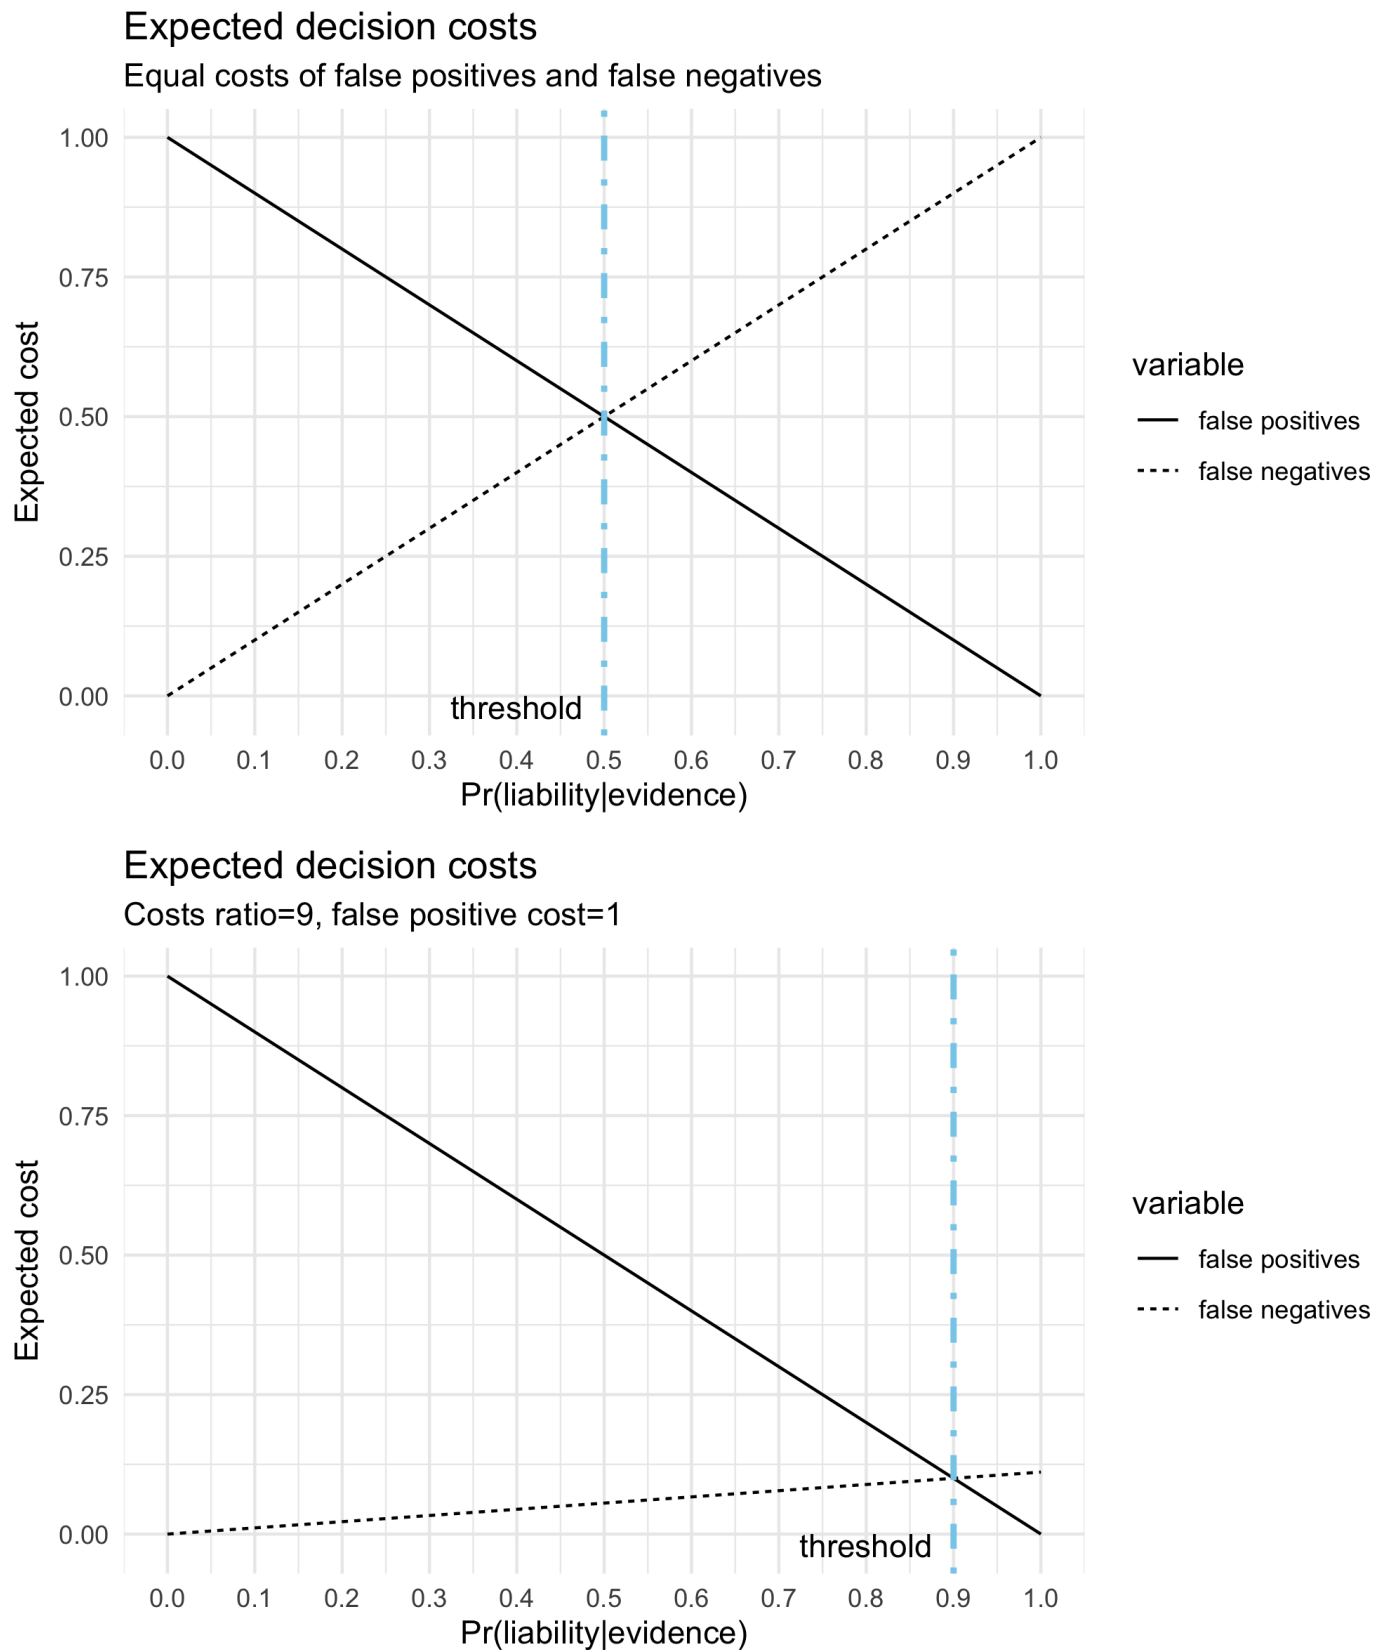 Expected decision costs
Equal costs of false positives and false negatives
Expected cost
1.00
0.75
0.50
0.25
0.00
threshold
0.0 0.1 0.2 0.3 0.4 0.5 0.6 0.7 0.8 0.9 1.0
Pr(liability|evidence)
variable
false positives
false negatives
Expected decision costs
Costs ratio=9, false positive cost=1
Expected cost
1.00
0.75
0.50
0.25
0.00
threshold
0.0 0.1 0.2 0.3 0.4 0.5 0.6 0.7 0.8 0.9 1.0
Pr(liability|evidence)
variable
false positives
false negatives